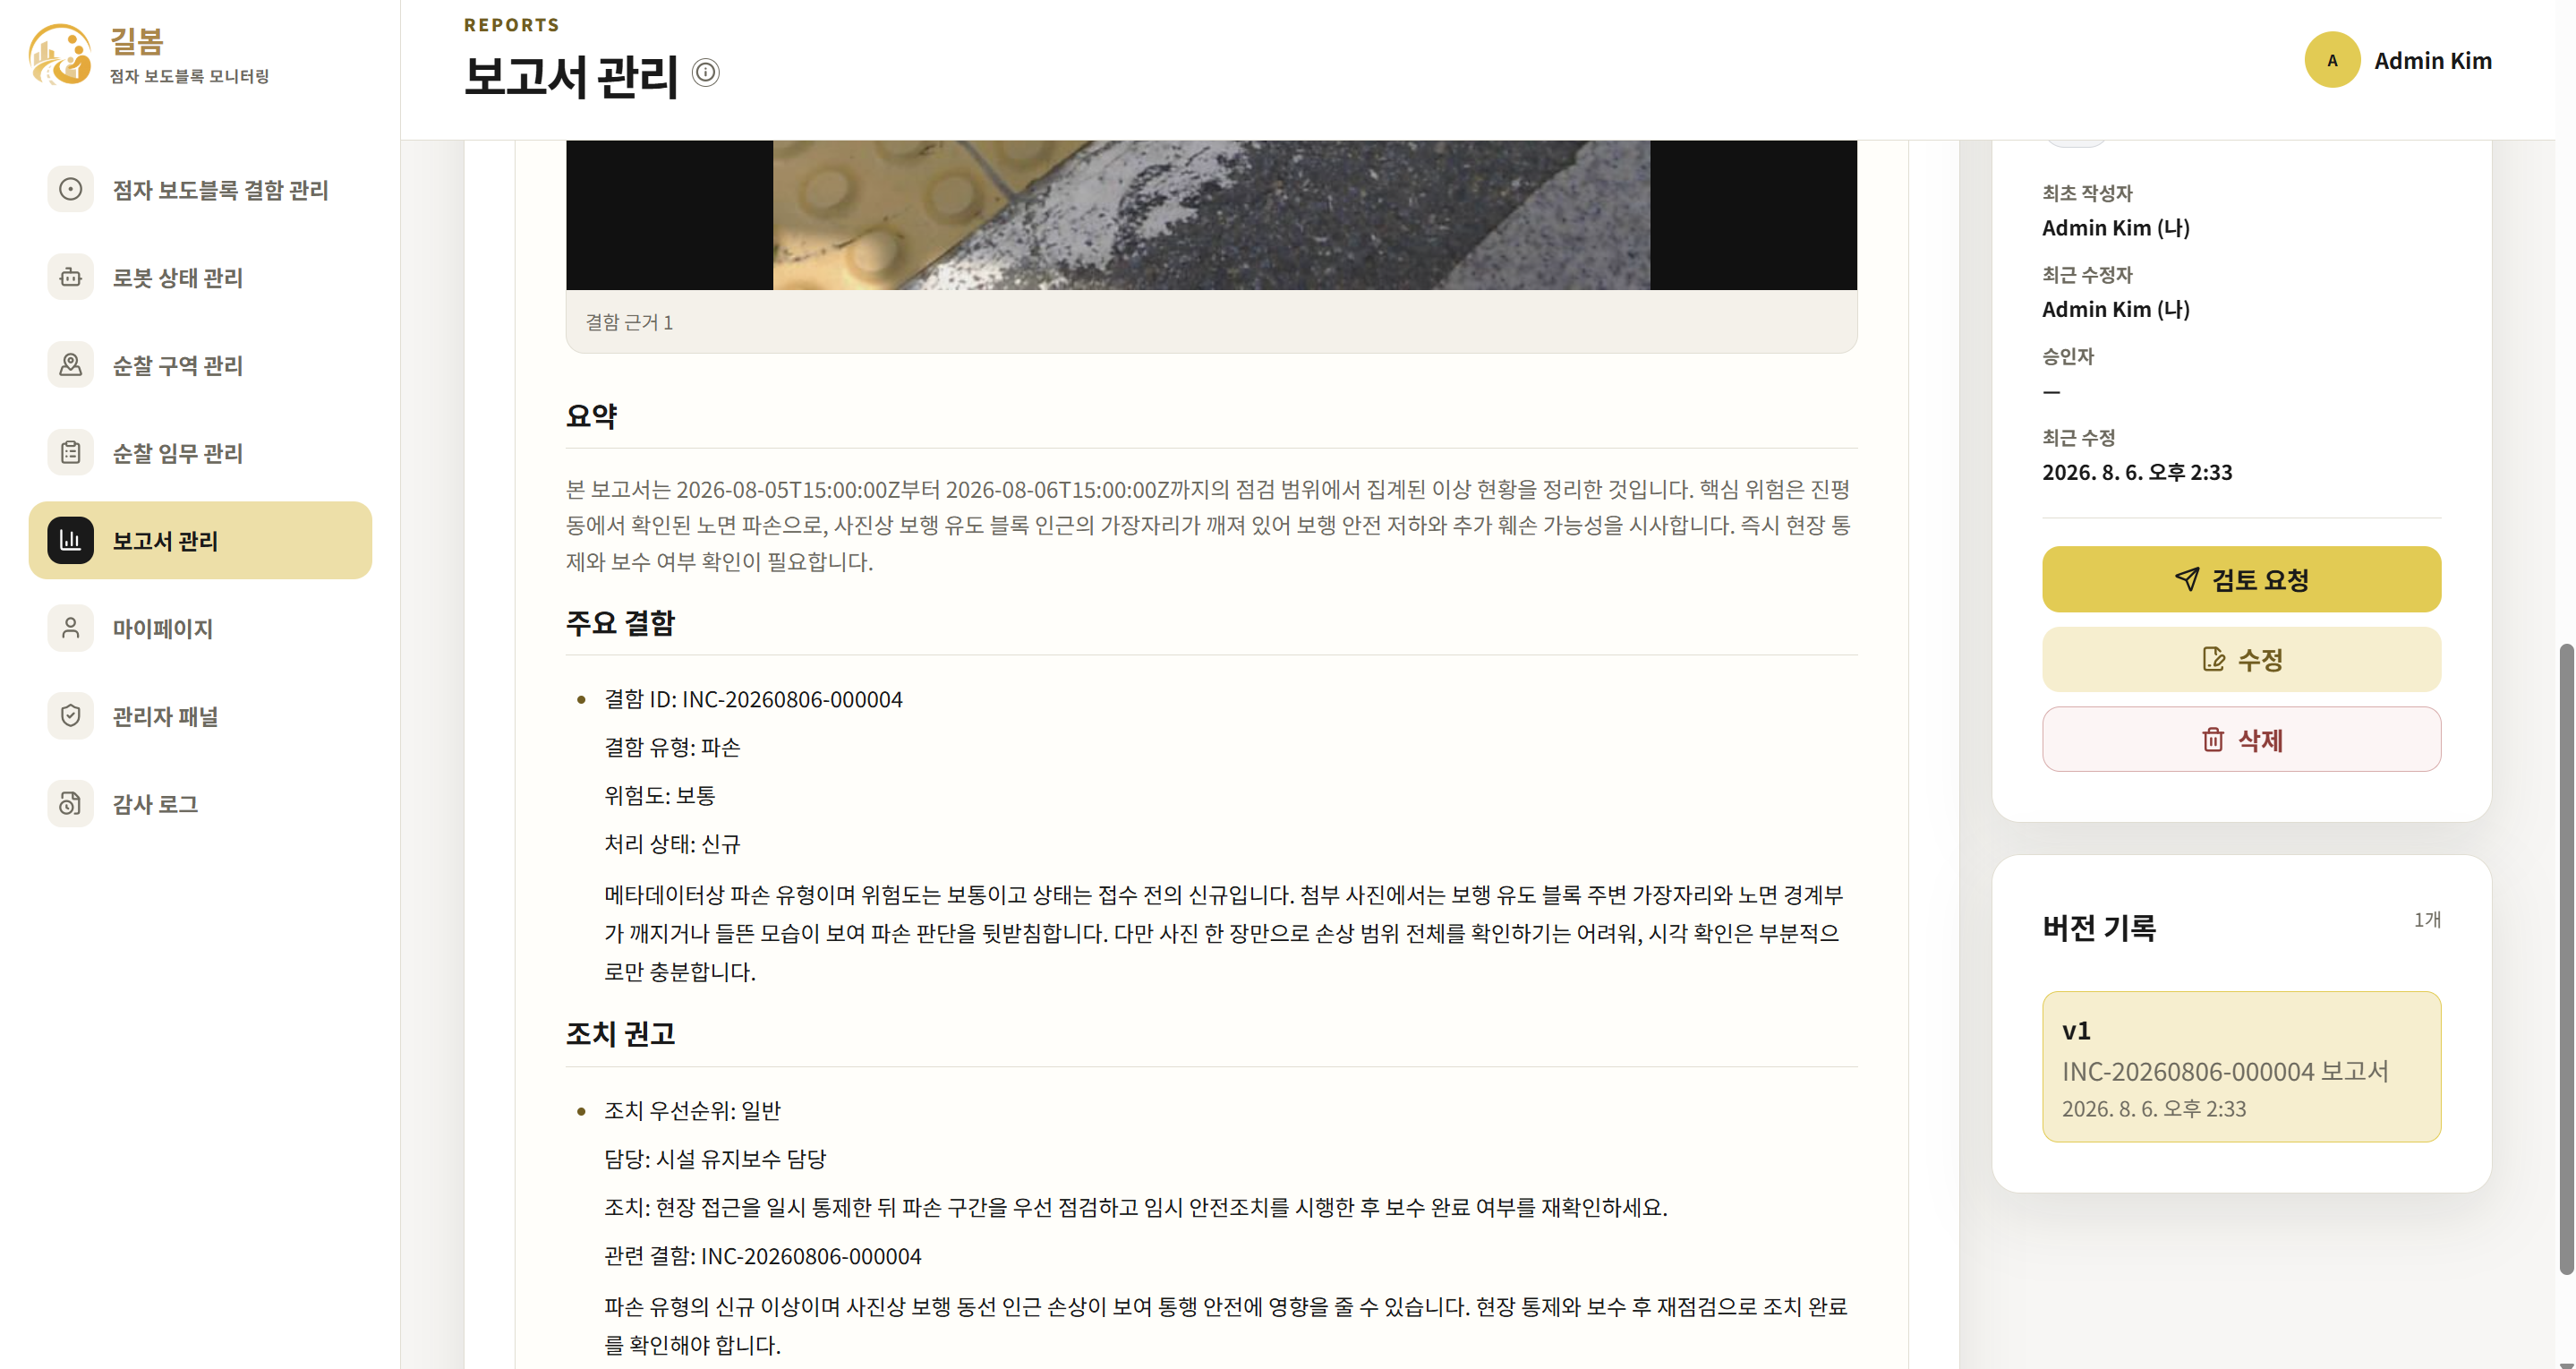 길봄
점자 보도블록 모니터링
점자 보도블록 결함 관리
로봇 상태 관리
순찰 구역 관리
순찰 임무 관리
보고서 관리
마이페이지
관리자 패널
감사 로그
REPORTS
보고서 관리
A
Admin Kim
결함 근거 1
요약
본 보고서는 2026-08-05T15:00:00Z부터 2026-08-06T15:00:00Z까지의 점검 범위에서 집계된 이상 현황을 정리한 것입니다. 핵심 위험은 진평
동에서 확인된 노면 파손으로, 사진상 보행 유도 블록 인근의 가장자리가 깨져 있어 보행 안전 저하와 추가 훼손 가능성을 시사합니다. 즉시 현장 통
제와 보수 여부 확인이 필요합니다.
주요 결함
결함 ID: INC-20260806-000004
결함 유형: 파손
위험도: 보통
처리 상태: 신규
메타데이터상 파손 유형이며 위험도는 보통이고 상태는 접수 전의 신규입니다. 첨부 사진에서는 보행 유도 블록 주변 가장자리와 노면 경계부
가 깨지거나 들뜬 모습이 보여 파손 판단을 뒷받침합니다. 다만 사진 한 장만으로 손상 범위 전체를 확인하기는 어려워, 시각 확인은 부분적으
로만 충분합니다.
조치 권고
조치 우선순위: 일반
담당: 시설 유지보수 담당
조치: 현장 접근을 일시 통제한 뒤 파손 구간을 우선 점검하고 임시 안전조치를 시행한 후 보수 완료 여부를 재확인하세요.
관련 결함: INC-20260806-000004
파손 유형의 신규 이상이며 사진상 보행 동선 인근 손상이 보여 통행 안전에 영향을 줄 수 있습니다. 현장 통제와 보수 후 재점검으로 조치 완료
를 확인해야 합니다.
최초 작성자
Admin Kim (나)
최근 수정자
Admin Kim (나)
승인자
—
최근 수정
2026. 8. 6. 오후 2:33
검토 요청
수정
삭제
버전 기록
1개
v1
INC-20260806-000004 보고서
2026. 8. 6. 오후 2:33